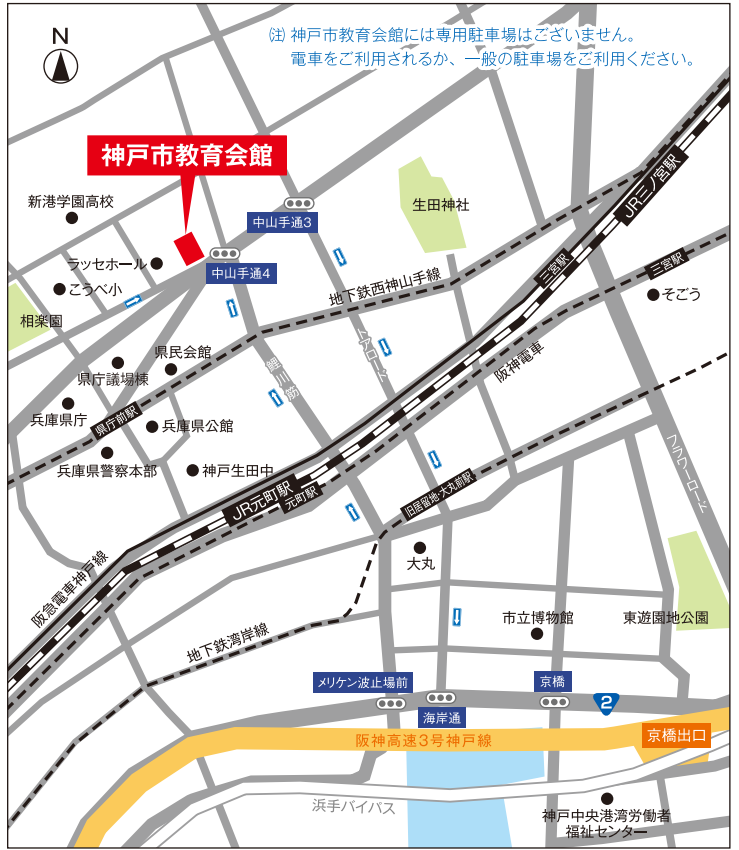 N
㊟ 神戸市教育会館には専用駐車場はございません。
電車をご利用されるか、一般の駐車場をご利用ください。
神戸市教育会館
新港学園高校
ラッセホール
こうべ小
相楽園
中山手通3
中山手通4
生田神社
JR三ノ宮駅
三宮駅
三宮駅
そごう
地下鉄西神山手線
トアロード
鯉川筋
阪神電車
県民会館
県庁議場棟
兵庫県庁
県庁前駅
兵庫県公館
兵庫県警察本部
神戸生田中
JR元町駅
元町駅
旧居留地・大丸前駅
フラワーロード
大丸
阪急電車神戸線
地下鉄湾岸線
市立博物館
東遊園地公園
メリケン波止場前
海岸通
京橋
2
阪神高速3号神戸線
京橋出口
浜手バイパス
神戸中央港湾労働者
福祉センター